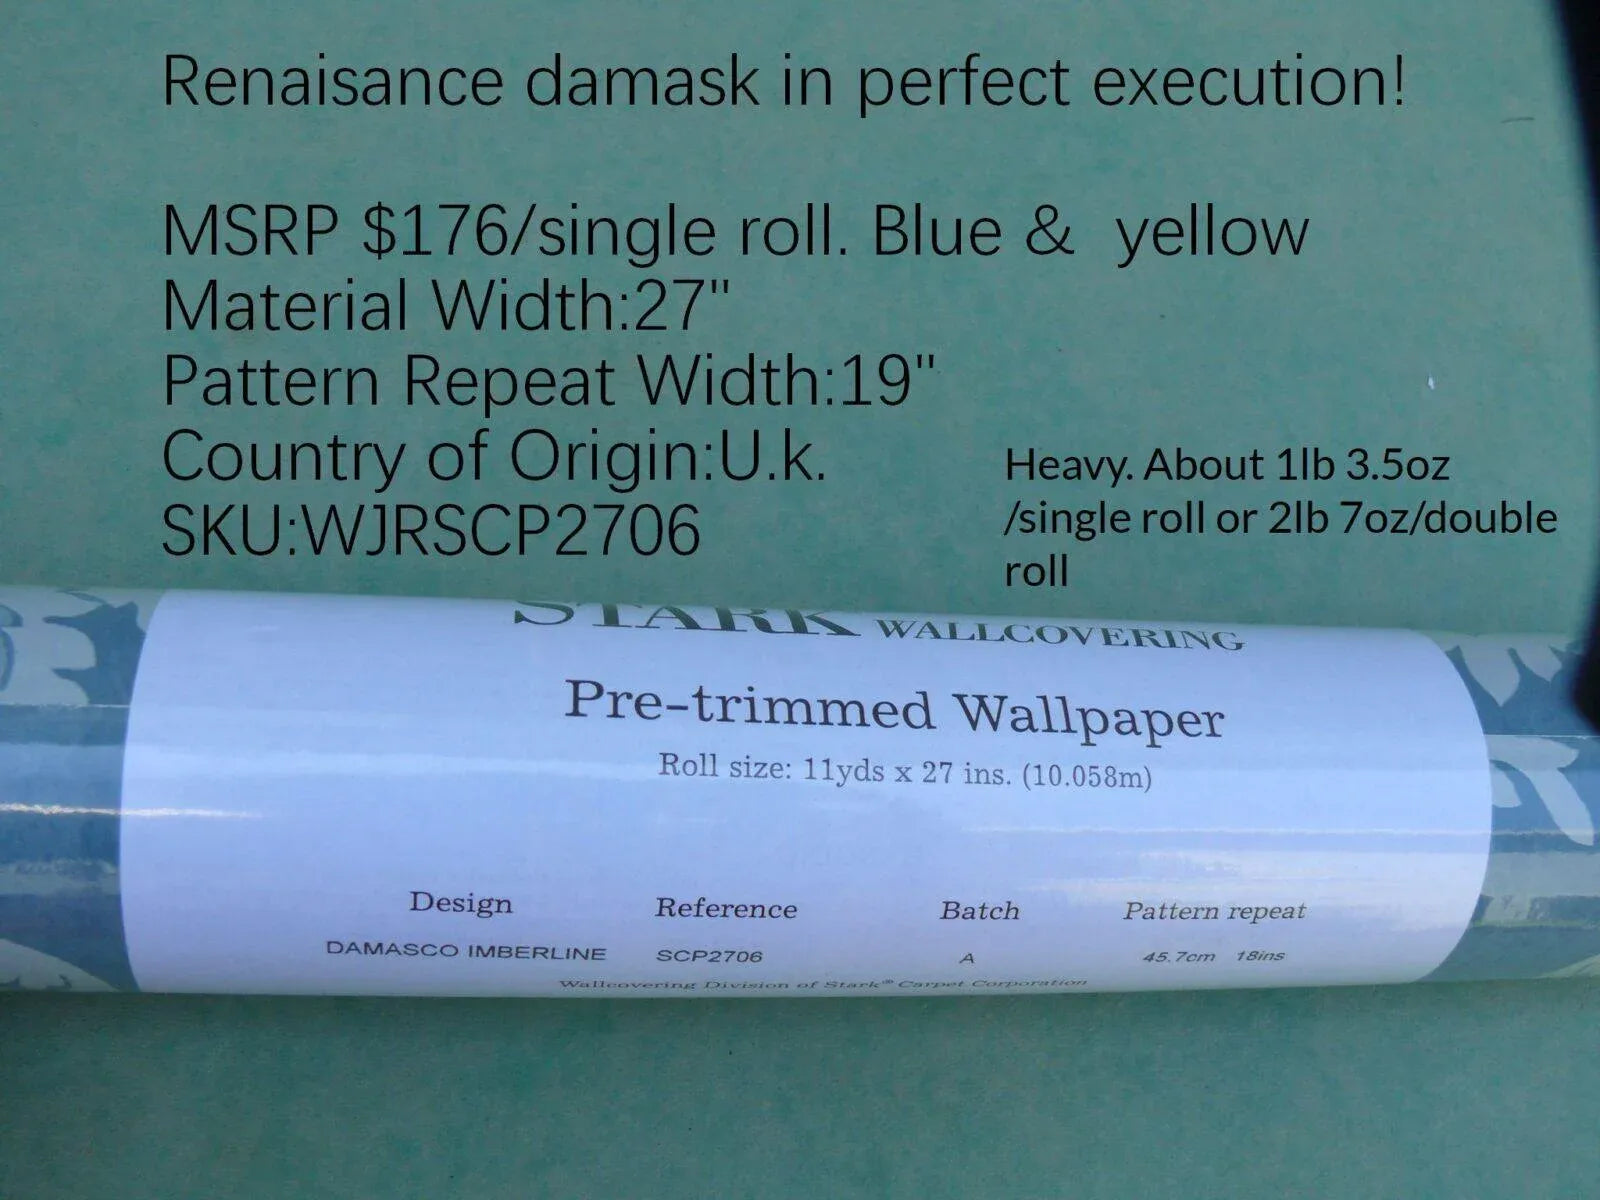 Renaisance damask in perfect execution!
MSRP $176/single roll. Blue & yellow
Material Width:27"
Pattern Repeat Width:19"
Country of Origin:U.k.
SKU:WJRSCP2706
Heavy. About 1lb 3.5oz
/single roll or 2lb 7oz/double
roll
STARK WALLCOVERING
Pre-trimmed Wallpaper
Roll size: 11yds x 27 ins. (10.058m)
Design Reference Batch Pattern repeat
DAMASCO IMBERLINE SCP2706 A 45.7cm 18ins
Wallcovering Division of Stark® Carpet Corporation